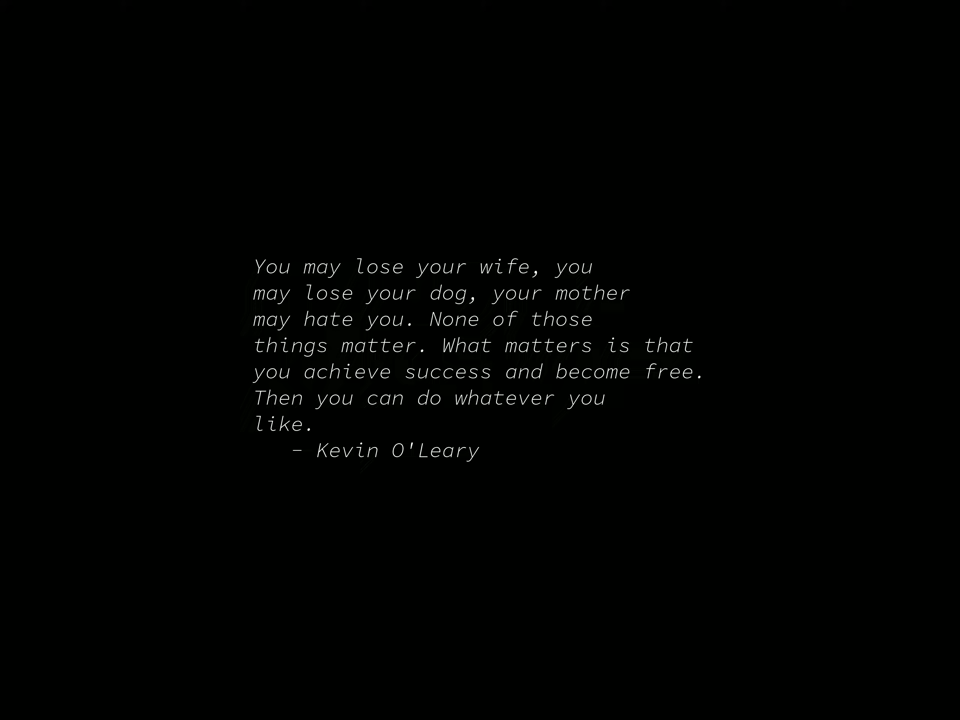 You may lose your wife, you
may lose your dog, your mother
may hate you. None of those
things matter. What matters is that
you achieve success and become free.
Then you can do whatever you
like.
- Kevin O'Leary